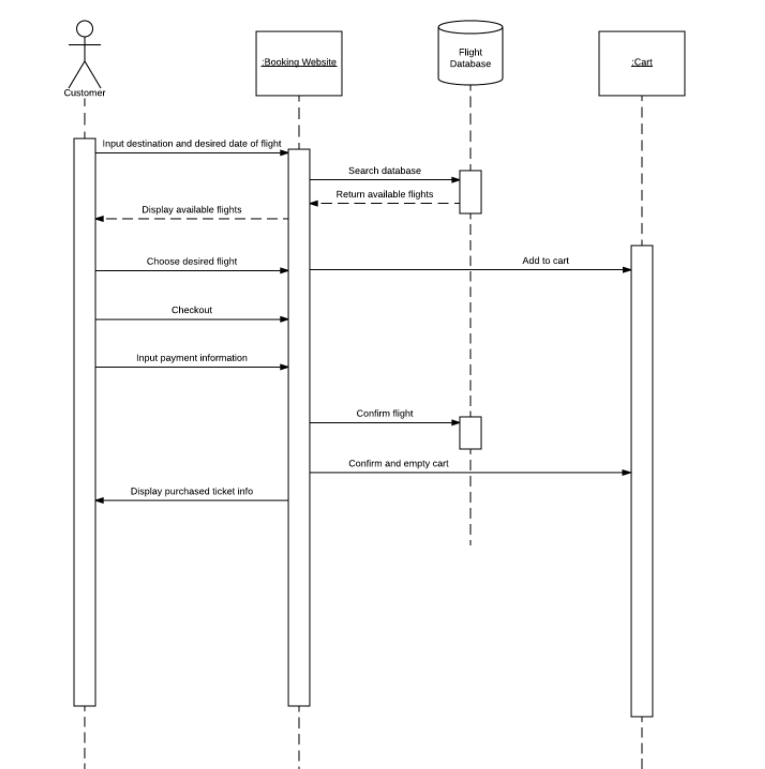 Customer
:Booking Website
Flight
Database
:Cart
Input destination and desired date of flight
Search database
Return available flights
Display available flights
Choose desired flight
Add to cart
Checkout
Input payment information
Confirm flight
Confirm and empty cart
Display purchased ticket info